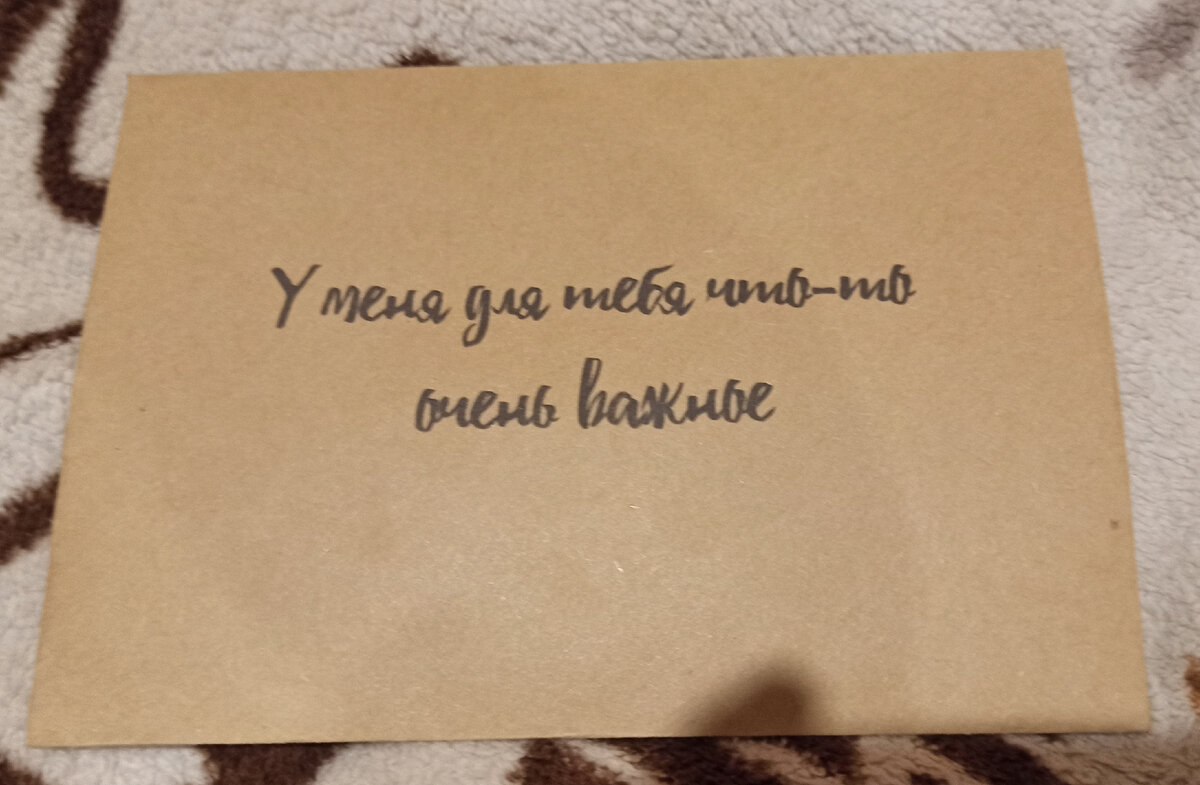 У меня для тебя что-то
очень важное